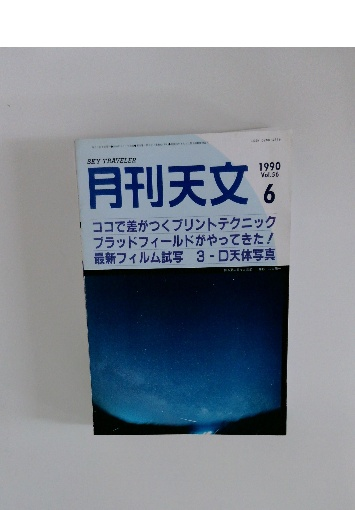 SKY TRAVELER
月刊天文
1990
Vol.56
6
ココで差がつくプリントテクニック
ブラッドフィールドがやってきた!
最新フィルム試写 3-D天体写真